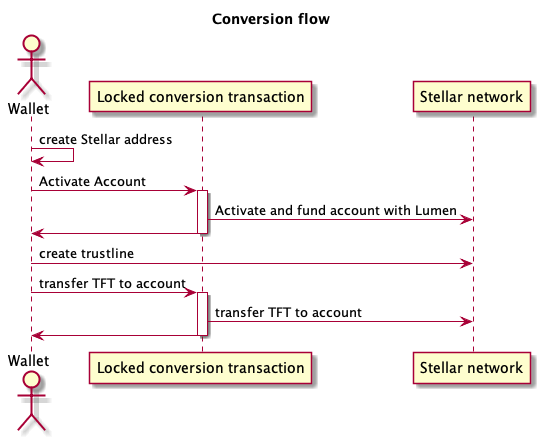 Conversion flow
Wallet
Locked conversion transaction
Stellar network
create Stellar address
Activate Account
Activate and fund account with Lumen
create trustline
transfer TFT to account
transfer TFT to account
Wallet
Locked conversion transaction
Stellar network